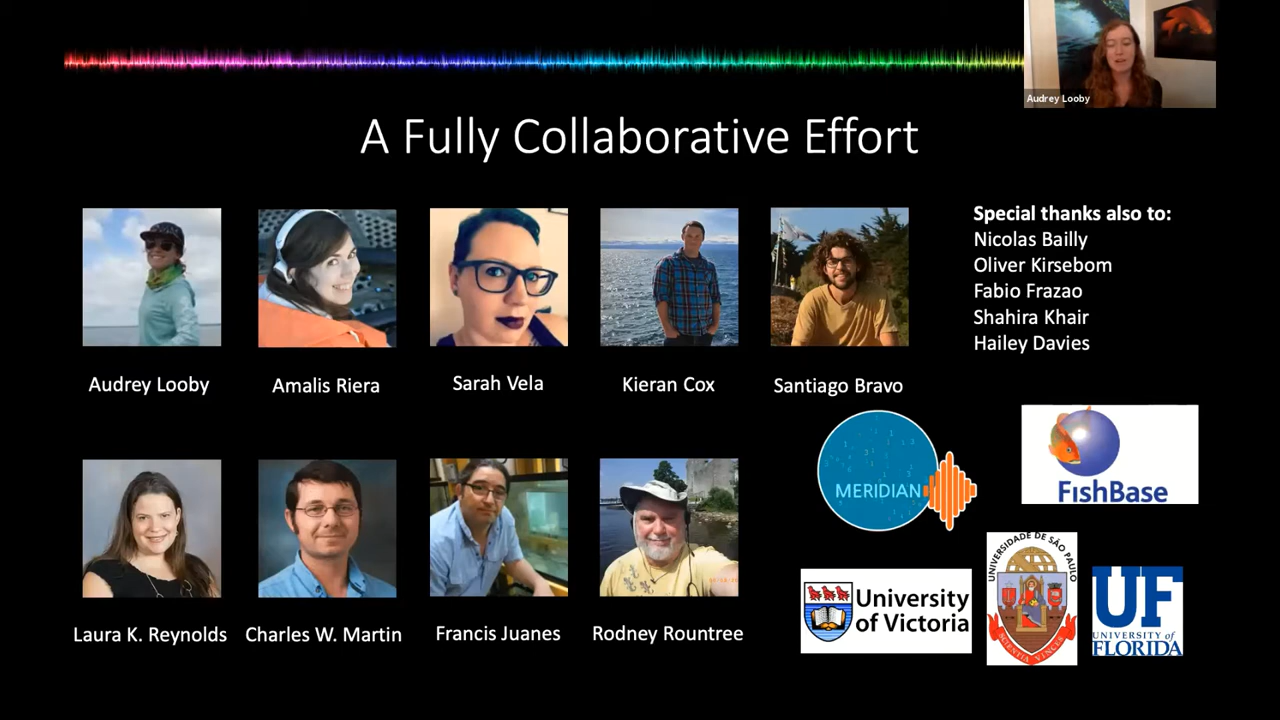 Audrey Looby
A Fully Collaborative Effort
Special thanks also to:
Nicolas Bailly
Oliver Kirsebom
Fabio Frazao
Shahira Khair
Hailey Davies
Audrey Looby
Amalis Riera
Sarah Vela
Kieran Cox
Santiago Bravo
MERIDIAN
FishBase
Laura K. Reynolds
Charles W. Martin
Francis Juanes
Rodney Rountree
University
of Victoria
UNIVERSIDADE DE SÃO PAULO
SCIENTIA VINCES
UF
UNIVERSITY of
FLORIDA